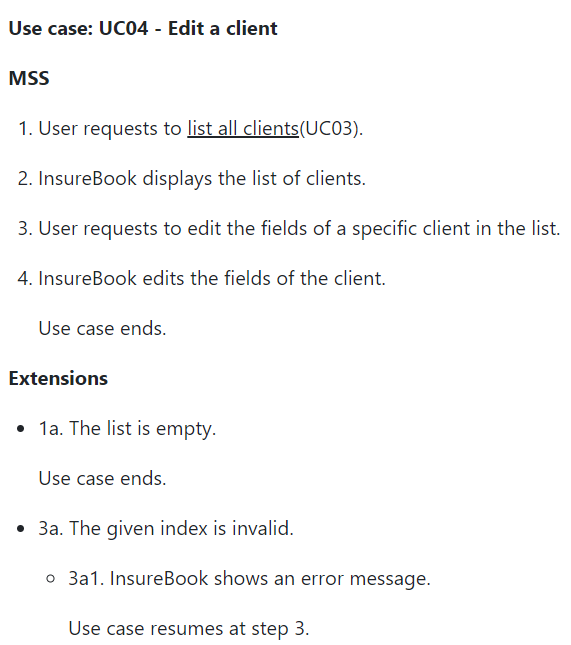 Use case: UC04 - Edit a client
MSS
1. User requests to list all clients(UC03).
2. InsureBook displays the list of clients.
3. User requests to edit the fields of a specific client in the list.
4. InsureBook edits the fields of the client.
Use case ends.
Extensions
• 1a. The list is empty.
Use case ends.
• 3a. The given index is invalid.
◦ 3a1. InsureBook shows an error message.
Use case resumes at step 3.